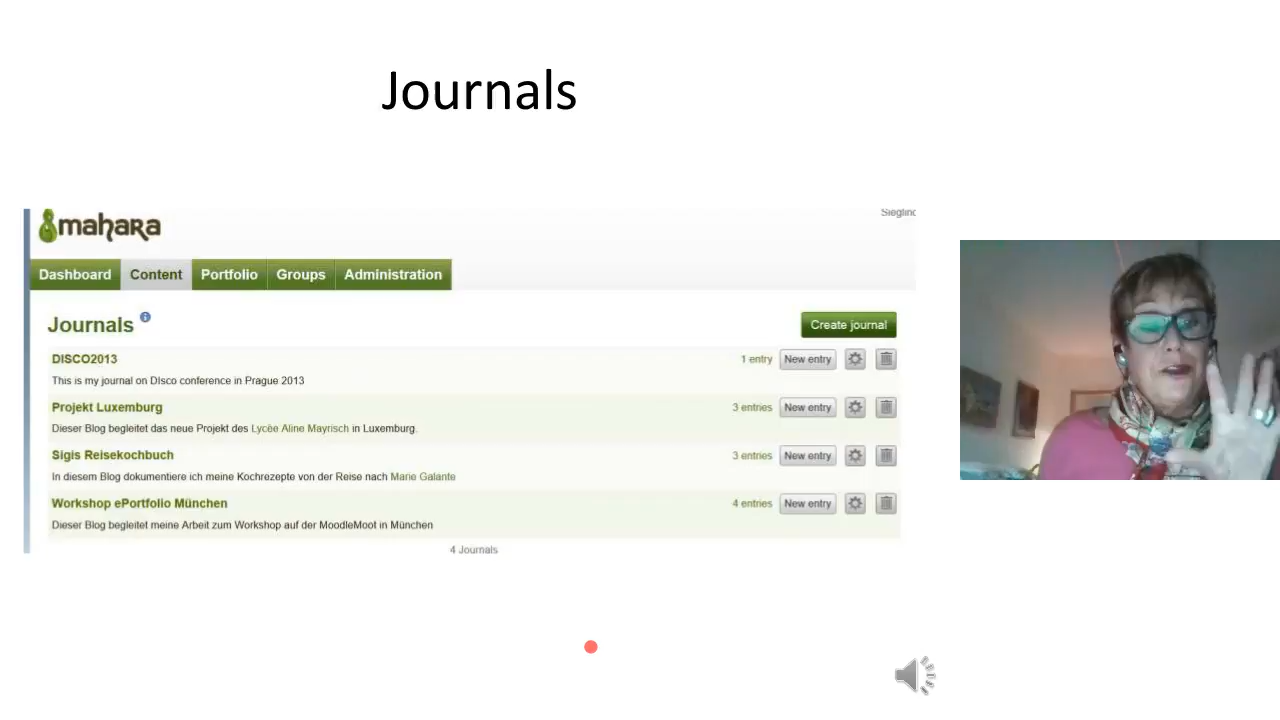 Journals
mahara
Dashboard Content Portfolio Groups Administration
Journals
Create journal
DISCO2013
1 entry New entry
This is my journal on DIsco conference in Prague 2013
Projekt Luxemburg
3 entries New entry
Dieser Blog begleitet das neue Projekt des Lycèe Aline Mayrisch in Luxemburg.
Sigis Reisekochbuch
3 entries New entry
In diesem Blog dokumentiere ich meine Kochrezepte von der Reise nach Marie Galante
Workshop ePortfolio München
4 entries New entry
Dieser Blog begleitet meine Arbeit zum Workshop auf der MoodleMoot in München
4 Journals